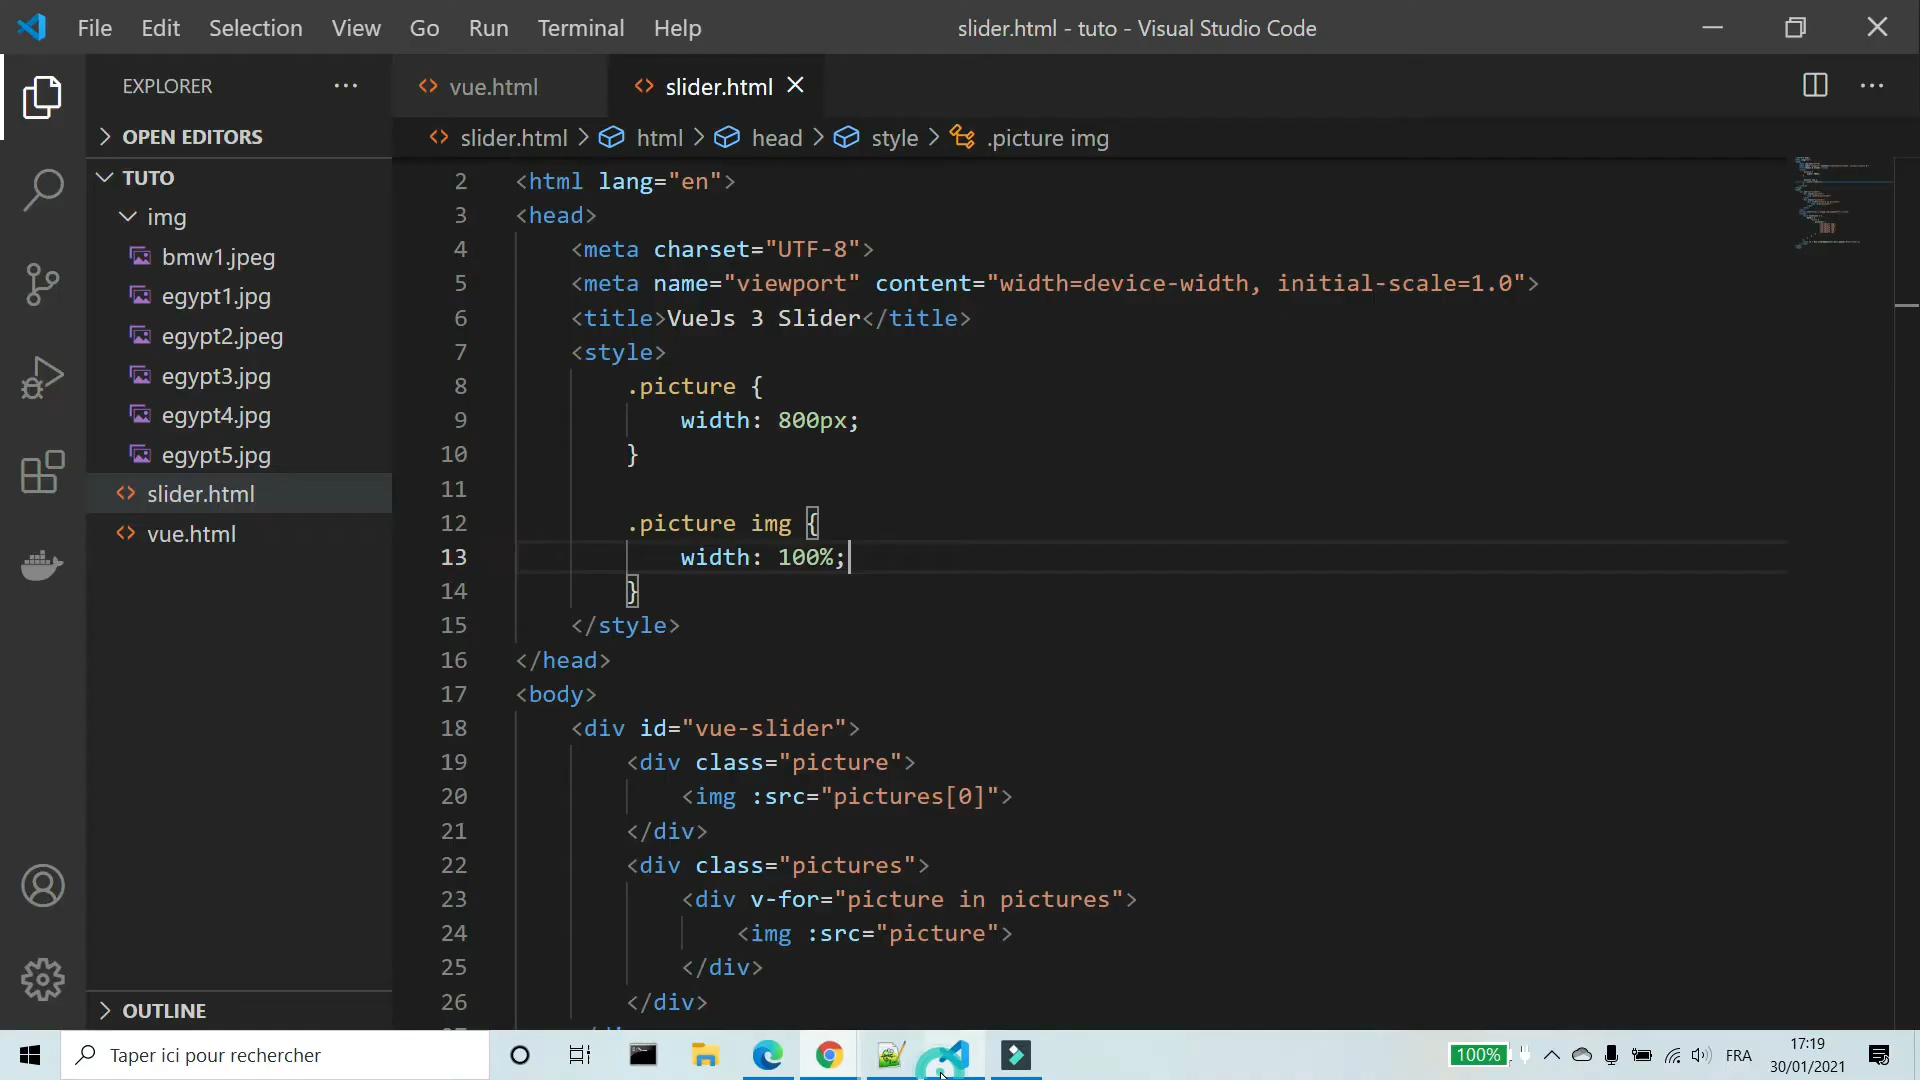 File Edit Selection View Go Run Terminal Help
slider.html - tuto - Visual Studio Code
EXPLORER
OPEN EDITORS
TUTO
img
bmw1.jpeg
egypt1.jpg
egypt2.jpeg
egypt3.jpg
egypt4.jpg
egypt5.jpg
slider.html
vue.html
OUTLINE
vue.html
slider.html
slider.html > html > head > style > .picture img
2 <html lang="en">
3 <head>
4 <meta charset="UTF-8">
5 <meta name="viewport" content="width=device-width, initial-scale=1.0">
6 <title>VueJs 3 Slider</title>
7 <style>
8 .picture {
9 width: 800px;
10 }
11
12 .picture img {
13 width: 100%;
14 }
15 </style>
16 </head>
17 <body>
18 <div id="vue-slider">
19 <div class="picture">
20 <img :src="pictures[0]">
21 </div>
22 <div class="pictures">
23 <div v-for="picture in pictures">
24 <img :src="picture">
25 </div>
26 </div>
Taper ici pour rechercher
100%
FRA
17:19
30/01/2021